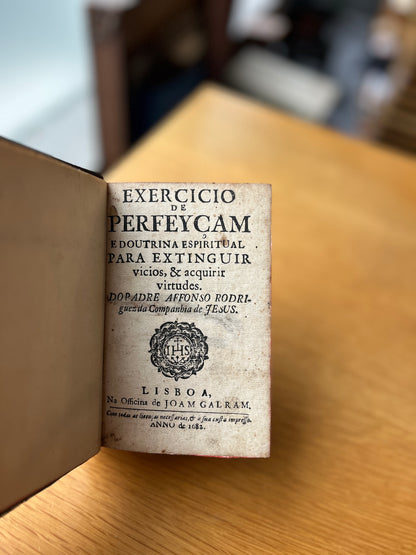 EXERCICIO
DE
PERFEYÇAM
E DOUTRINA ESPIRITUAL
PARA EXTINGUIR
vicios, & acquirir
virtudes.
DO PADRE AFFONSO RODRI-
guez da Companhia de JESUS.
IHS
LISBOA,
Na Officina de JOAM GALRAM.
Com todas as licenças necessarias, & a sua custa impresso.
ANNO de 1682.